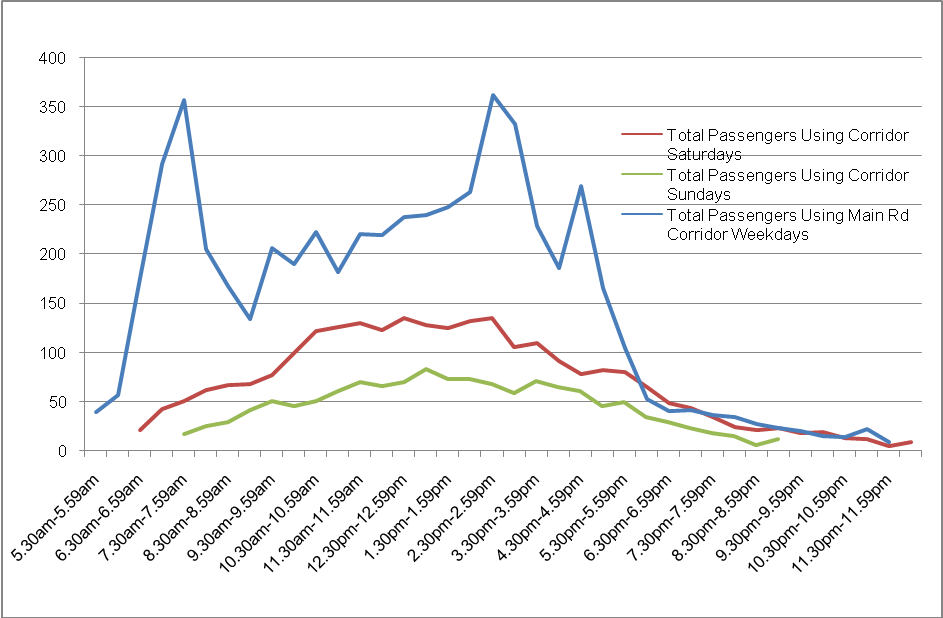 400
350
300
250
200
150
100
50
0
Total Passengers Using Corridor
Saturdays
Total Passengers Using Corridor
Sundays
Total Passengers Using Main Rd
Corridor Weekdays
5.30am-5.59am
6.30am-6.59am
7.30am-7.59am
8.30am-8.59am
9.30am-9.59am
10.30am-10.59am
11.30am-11.59am
12.30pm-12.59pm
1.30pm-1.59pm
2.30pm-2.59pm
3.30pm-3.59pm
4.30pm-4.59pm
5.30pm-5.59pm
6.30pm-6.59pm
7.30pm-7.59pm
8.30pm-8.59pm
9.30pm-9.59pm
10.30pm-10.59pm
11.30pm-11.59pm